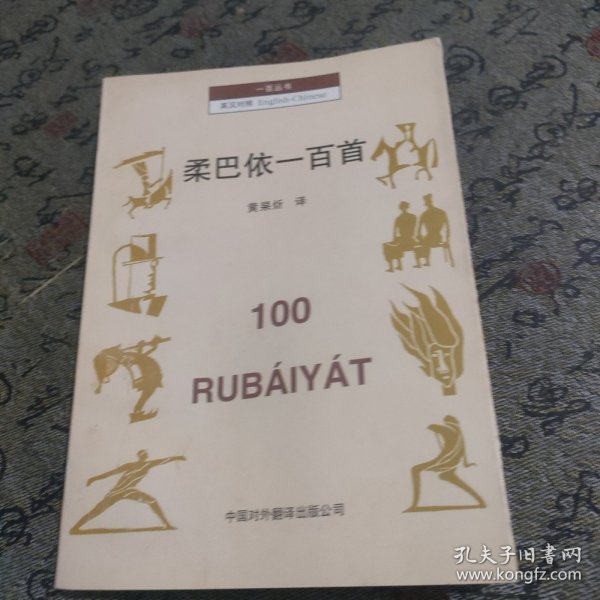 一百丛书
英汉对照 English-Chinese
柔巴依一百首
黄杲炘 译
100
RUBÁIYÁT
中国对外翻译出版公司
孔夫子旧书网
www.kongfz.com